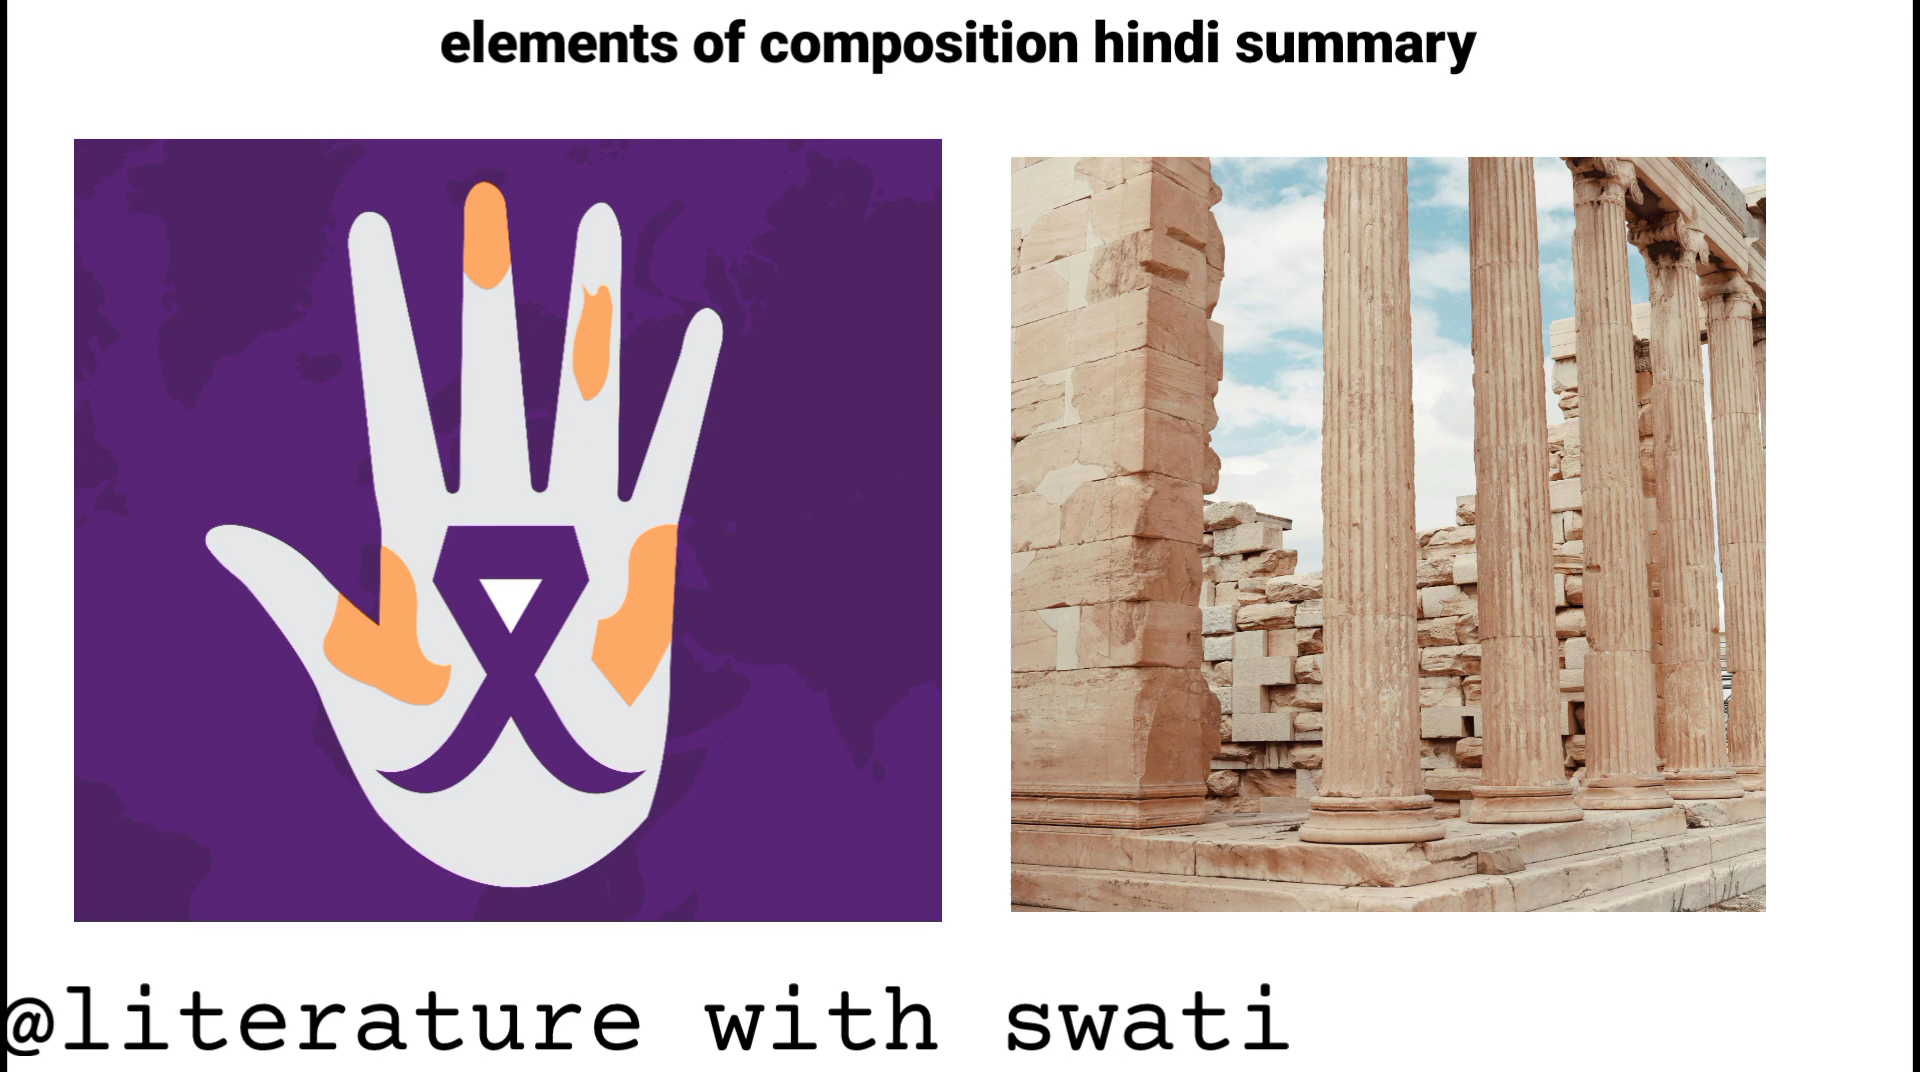 elements of composition hindi summary
@literature with swati